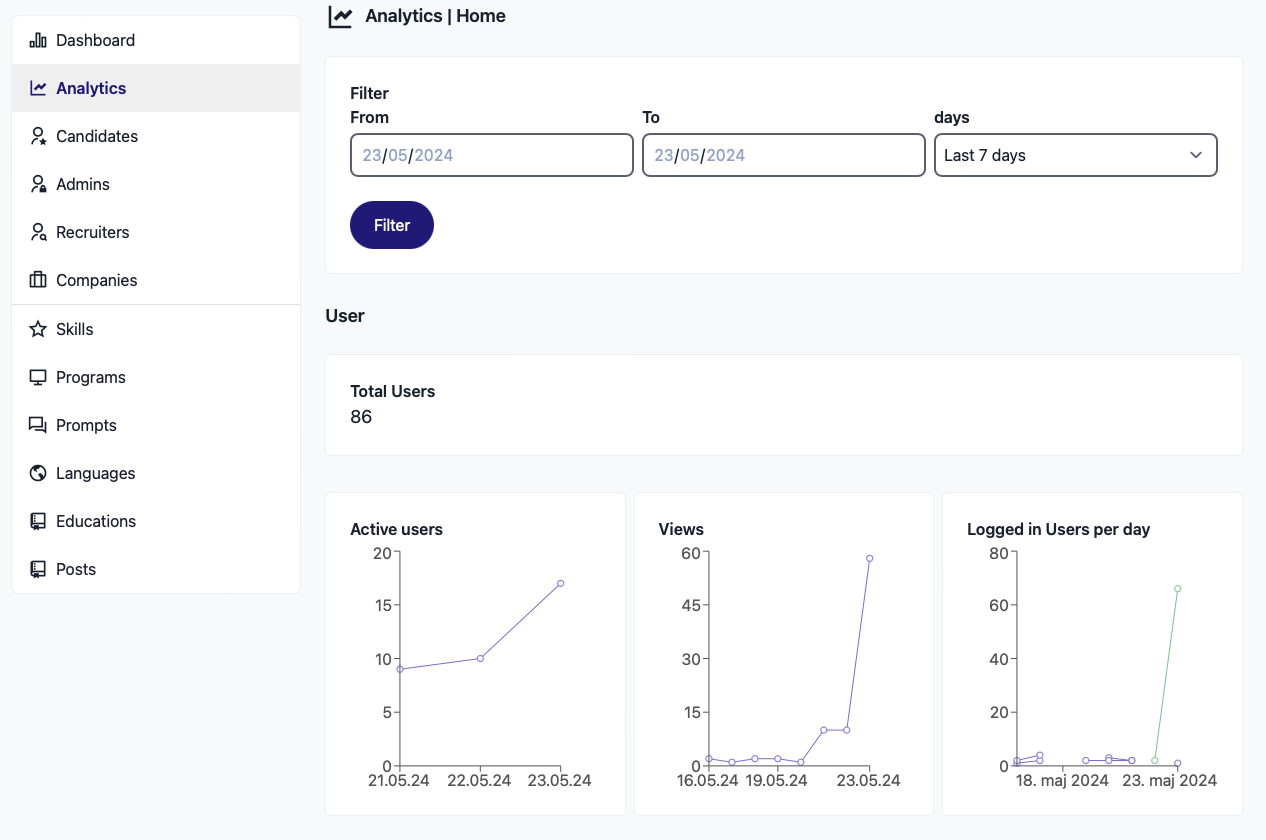 Dashboard
Analytics
Candidates
Admins
Recruiters
Companies
Skills
Programs
Prompts
Languages
Educations
Posts
Analytics | Home
Filter
From To days
23/05/2024 23/05/2024 Last 7 days
Filter
User
Total Users
86
Active users
20
15
10
5
0
21.05.24 22.05.24 23.05.24
Views
60
45
30
15
0
16.05.24 19.05.24 23.05.24
Logged in Users per day
80
60
40
20
0
18. maj 2024 23. maj 2024